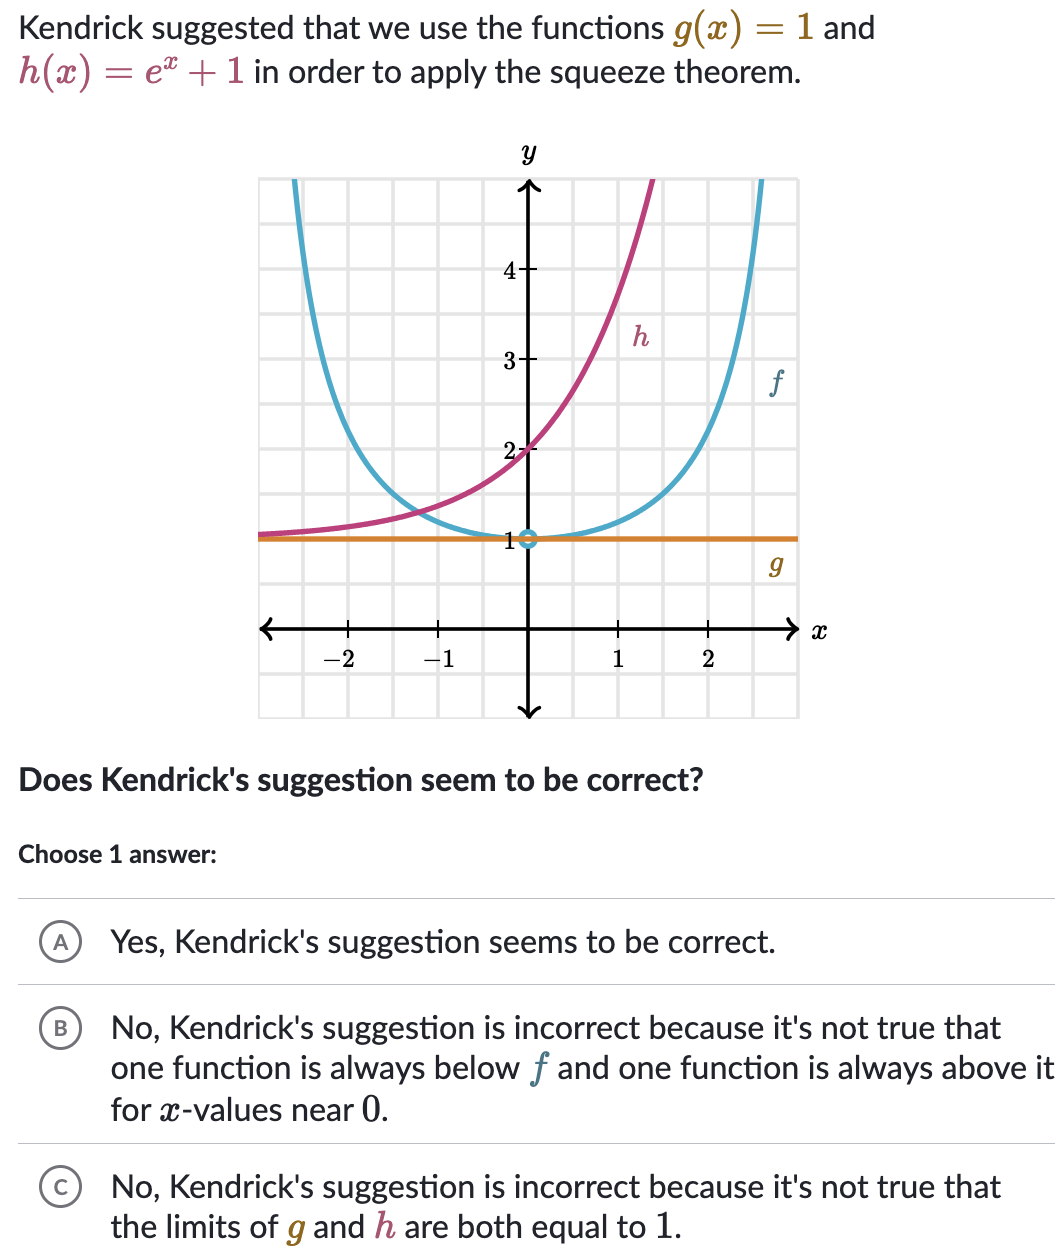 Kendrick suggested that we use the functions g(x) = 1 and
h(x) = eˣ + 1 in order to apply the squeeze theorem.
y
4
h
3
f
2
1
g
x
−2 −1 1 2
Does Kendrick's suggestion seem to be correct?
Choose 1 answer:
A Yes, Kendrick's suggestion seems to be correct.
B No, Kendrick's suggestion is incorrect because it's not true that
one function is always below f and one function is always above it
for x-values near 0.
C No, Kendrick's suggestion is incorrect because it's not true that
the limits of g and h are both equal to 1.